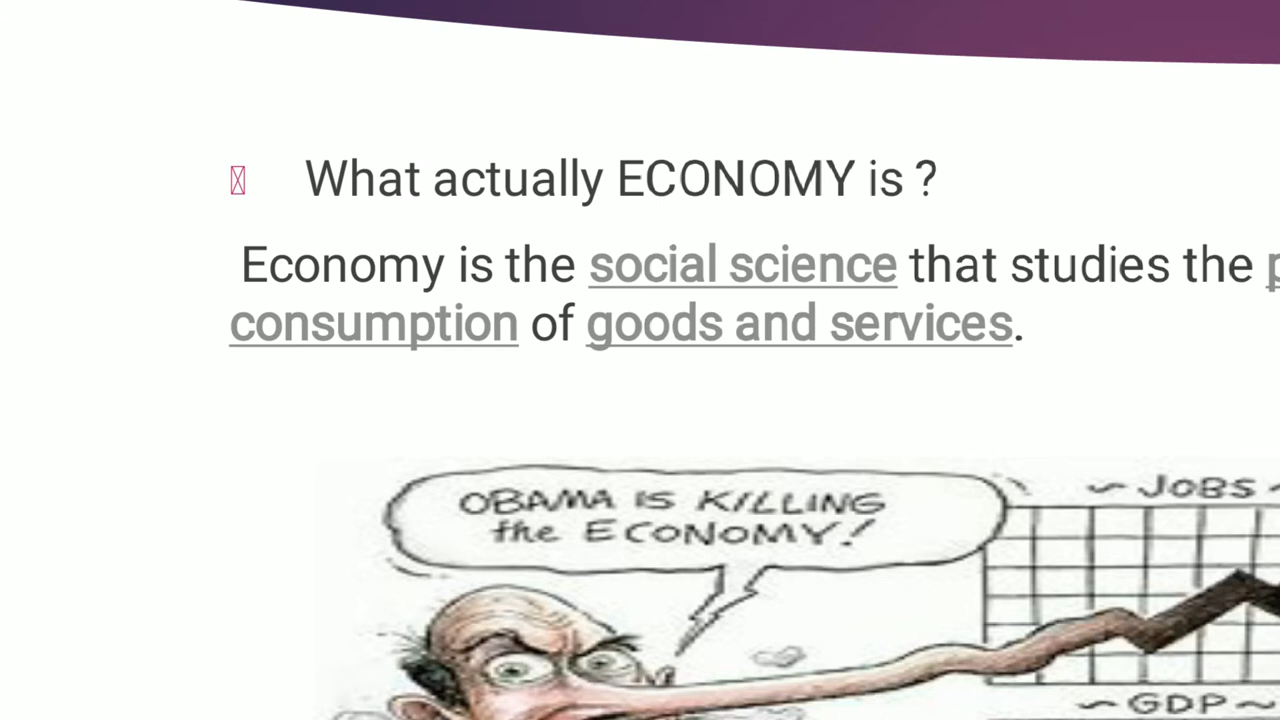 What actually ECONOMY is ?
Economy is the social science that studies the
consumption of goods and services.
OBAMA IS KILLING
the ECONOMY!
~ JOBS
~ GDP ~